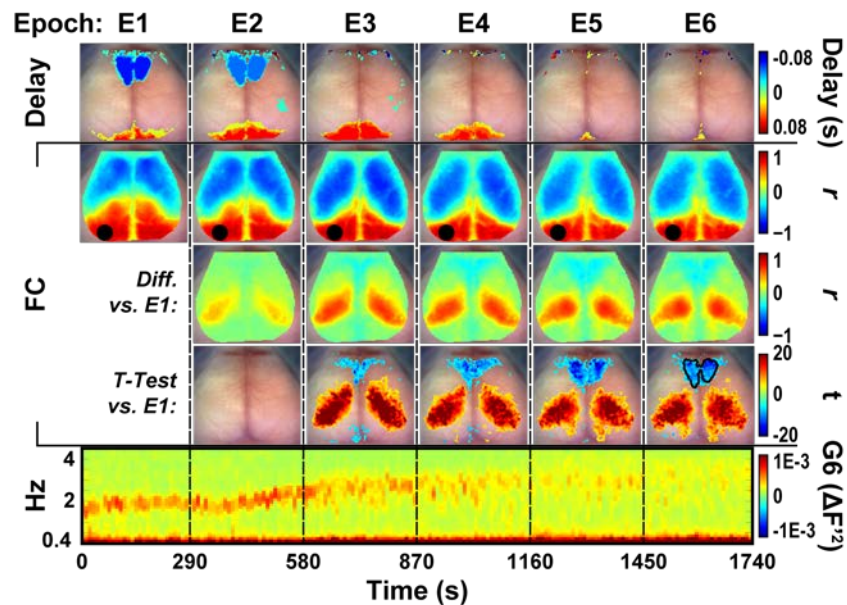 Epoch: E1 E2 E3 E4 E5 E6
Delay
-0.08
0
0.08
Delay (s)
FC
1
r
−1
Diff.
vs. E1:
1
r
−1
T-Test
vs. E1:
20
0
-20
t
Hz
4
2
0.4
1E-3
0
-1E-3
G6 (ΔF'²)
0 290 580 870 1160 1450 1740
Time (s)